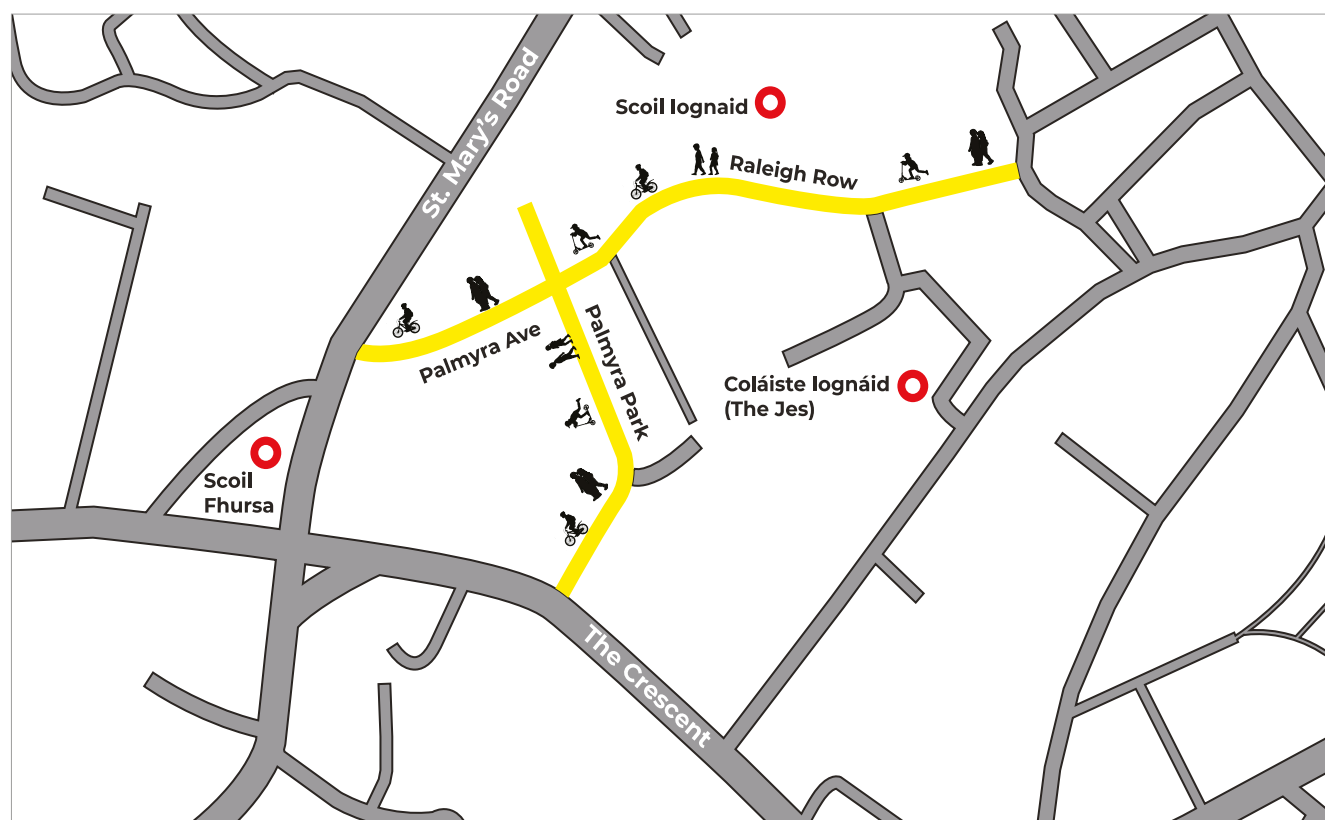 St. Mary's Road
Scoil Iognaid
Raleigh Row
Palmyra Ave
Palmyra Park
Coláiste Iognáid
(The Jes)
Scoil
Fhursa
The Crescent